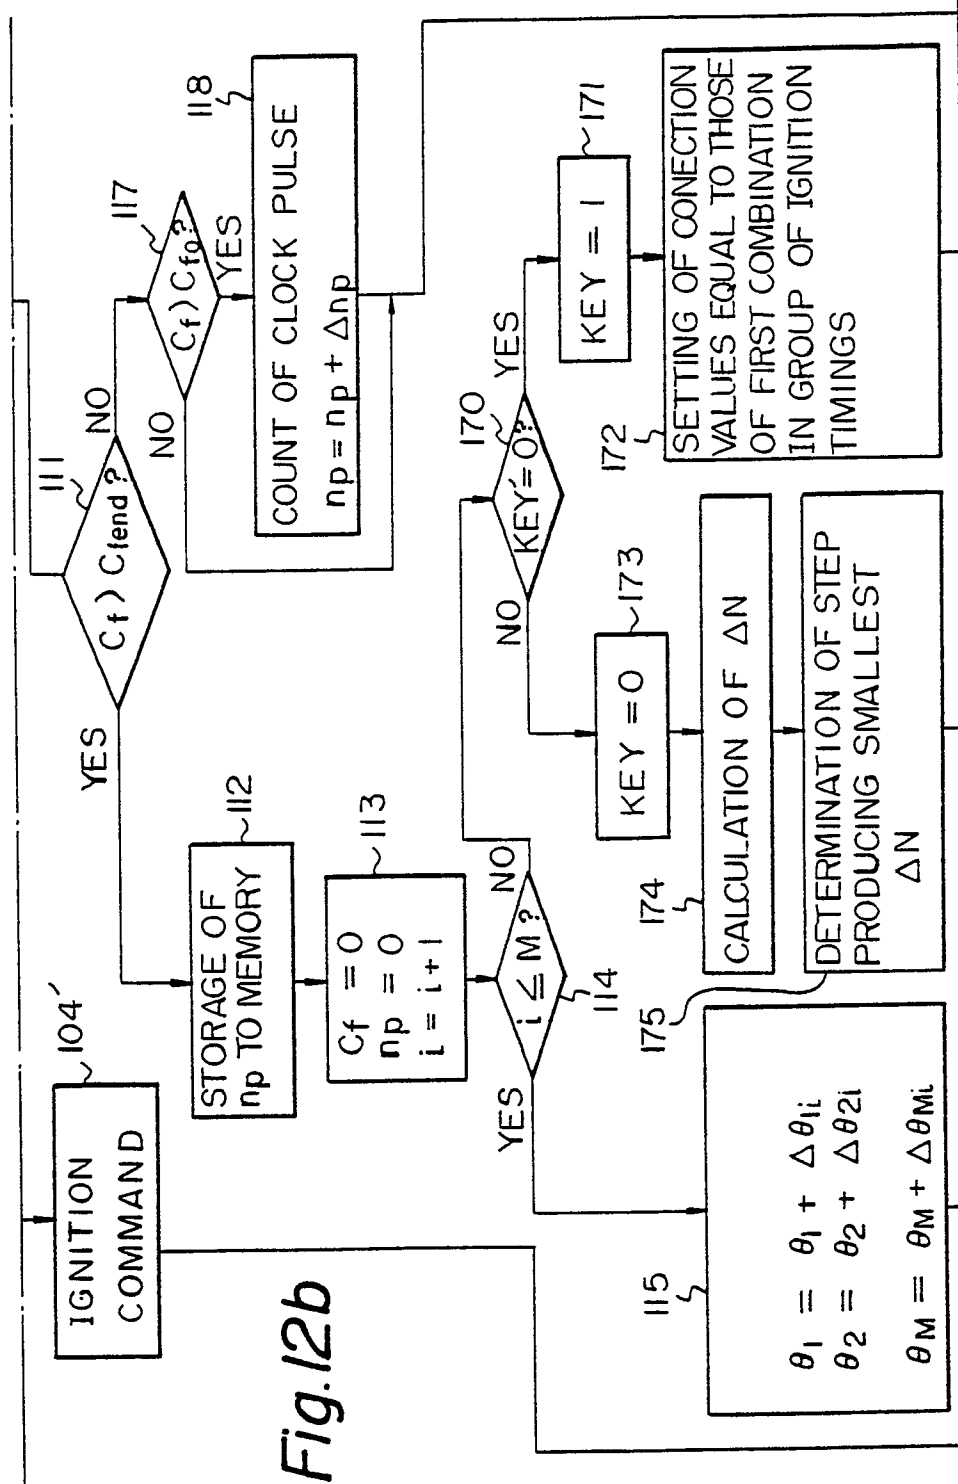 Fig.12b
IGNITION
COMMAND
104'
Cf > Cfend ?
111
YES
NO
Cf > Cfo ?
117
NO
YES
118
COUNT OF CLOCK PULSE
np = np + Δnp
STORAGE OF
np TO MEMORY
112
Cf = 0
np = 0
i = i + 1
113
i ≤ M ?
114
YES
NO
KEY' = 0 ?
170
NO
YES
KEY = 1
171
172
SETTING OF CONECTION
VALUES EQUAL TO THOSE
OF FIRST COMBINATION
IN GROUP OF IGNITION
TIMINGS
KEY = 0
173
174
CALCULATION OF ΔN
175
DETERMINATION OF STEP
PRODUCING SMALLEST
ΔN
115
θ1 = θ1 + Δθ1i
θ2 = θ2 + Δθ2i
θM = θM + ΔθMi